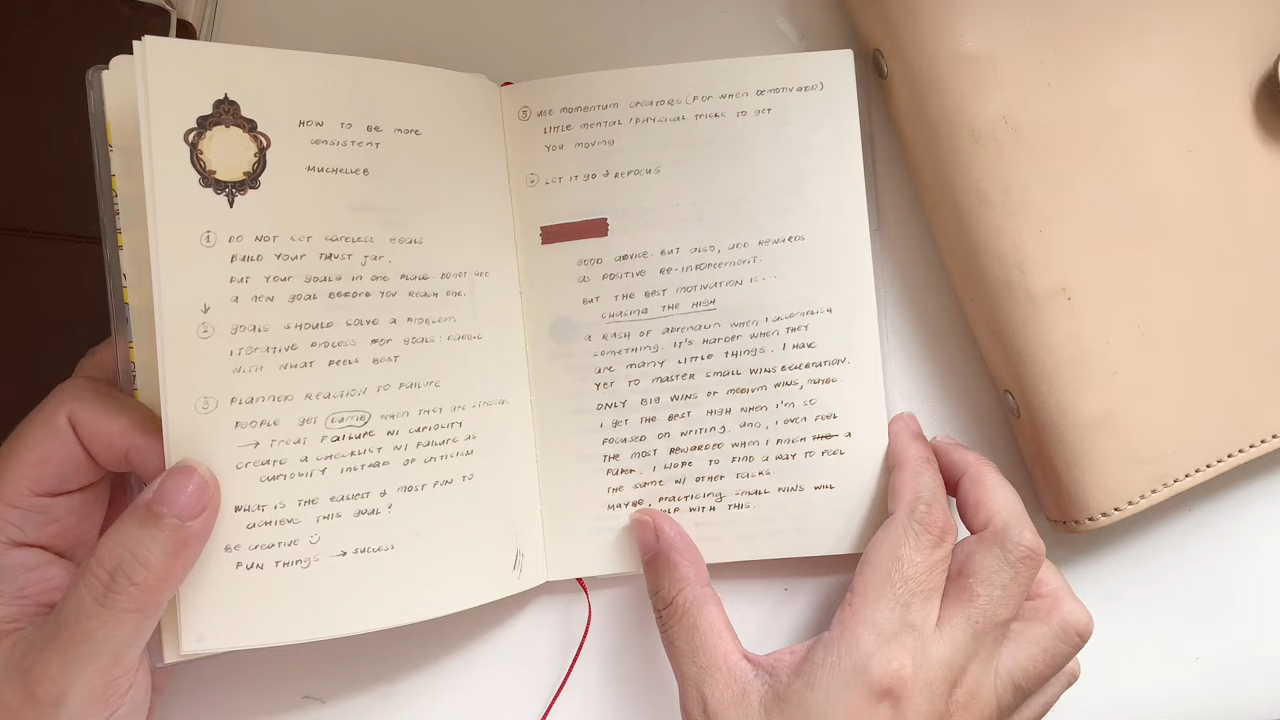 HOW TO BE MORE
CONSISTENT
-MUCHELLEB
1 DO NOT SET CARELESS GOALS
BUILD YOUR TRUST JAR.
PUT YOUR GOALS IN ONE PLACE. DO NOT ADD
A NEW GOAL BEFORE YOU REACH ONE.
2 GOALS SHOULD SOLVE A PROBLEM
ITERATIVE PROCESS FOR GOALS: DABBLE
WITH WHAT FEELS BEST
3 PLANNED REACTION TO FAILURE
PEOPLE GET DUMB WHEN THEY ARE STRESSED
→ TREAT FAILURE W/ CURIOSITY
CREATE A CHECKLIST W/ FAILURE AS
CURIOSITY INSTEAD OF CRITICISM
WHAT IS THE EASIEST & MOST FUN TO
ACHIEVE THIS GOAL?
BE CREATIVE
FUN THINGS → SUCCESS
5 USE MOMENTUM CREATORS (FOR WHEN DEMOTIVATED)
LITTLE MENTAL / PHYSICAL TRICKS TO GET
YOU MOVING
6 LET IT GO & REFOCUS
GOOD ADVICE. BUT ALSO, ADD REWARDS
AS POSITIVE RE-INFORCEMENT.
BUT THE BEST MOTIVATION IS...
CHASING THE HIGH
A RUSH OF ADRENALIN WHEN I ACCOMPLISH
SOMETHING. IT'S HARDER WHEN THEY
ARE MANY LITTLE THINGS. I HAVE
YET TO MASTER SMALL WINS CELEBRATION.
ONLY BIG WINS OR MEDIUM WINS, MAYBE.
I GET THE BEST HIGH WHEN I'M SO
FOCUSED ON WRITING. AND, I EVEN FEEL
THE MOST REWARDED WHEN I FINISH THE A
PAPER. I HOPE TO FIND A WAY TO FEEL
THE SAME W/ OTHER TASKS.
MAYBE, PRACTICING SMALL WINS WILL
WITH THIS.